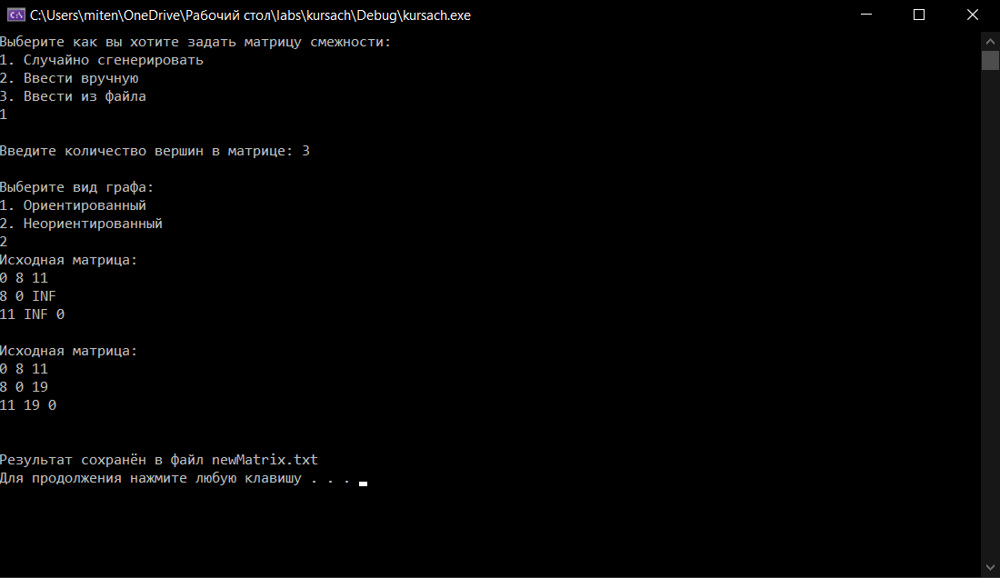 C:\Users\miten\OneDrive\Рабочий стол\labs\kursach\Debug\kursach.exe
Выберите как вы хотите задать матрицу смежности:
1. Случайно сгенерировать
2. Ввести вручную
3. Ввести из файла
1
Введите количество вершин в матрице: 3
Выберите вид графа:
1. Ориентированный
2. Неориентированный
2
Исходная матрица:
0 8 11
8 0 INF
11 INF 0
Исходная матрица:
0 8 11
8 0 19
11 19 0
Результат сохранён в файл newMatrix.txt
Для продолжения нажмите любую клавишу . . .